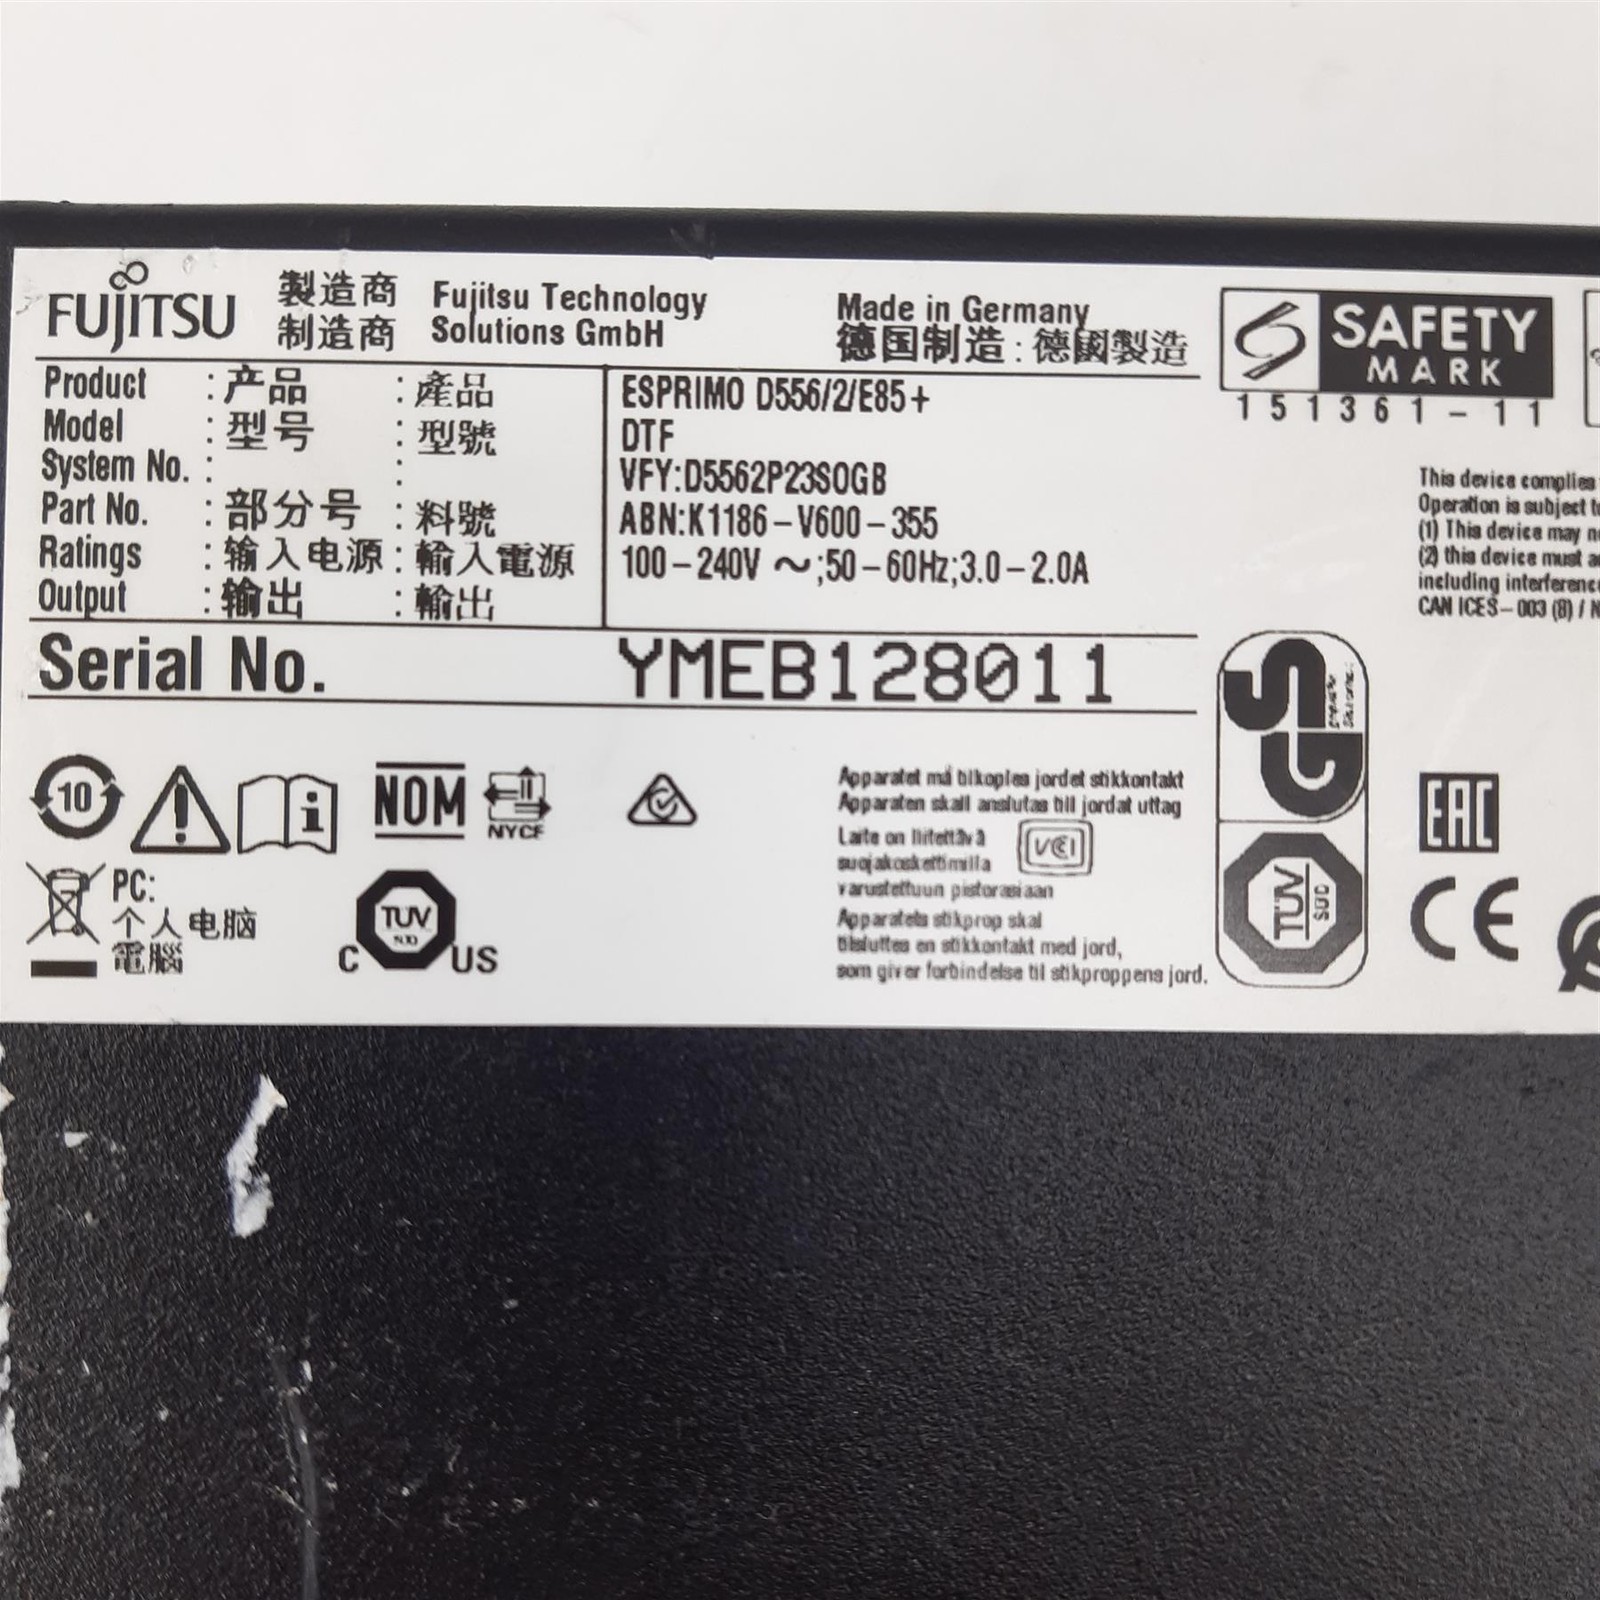 FUJITSU 製造商 Fujitsu Technology Made in Germany
制造商 Solutions GmbH 德国制造 : 德國製造
SAFETY
MARK
151361-11
Product : 产品 : 產品 ESPRIMO D556/2/E85+
Model : 型号 : 型號 DTF
System No. : : VFY:D5562P23SOGB
Part No. : 部分号 : 料號 ABN:K1186-V600-355
Ratings : 输入电源 : 輸入電源 100-240V ~;50-60Hz;3.0-2.0A
Output : 输出 : 輸出
This device complies
Operation is subject
(1) This device may
(2) this device must
including interference
CAN ICES-003 (B) / N
Serial No. YMEB128011
10
i
NOM
NYCE
PC:
个人电脑
電腦
TÜV
SÜD
C US
Apparatet må tilkoples jordet stikkontakt
Apparaten skall anslutas till jordat uttag
Laite on liitettävä
suojakoskettimilla
varustettuun pistorasiaan
Apparatets stikprop skal
tilsluttes en stikkontakt med jord,
som giver forbindelse til stikproppens jord.
VCCI
GS
TÜV
SÜD
EAC
CE